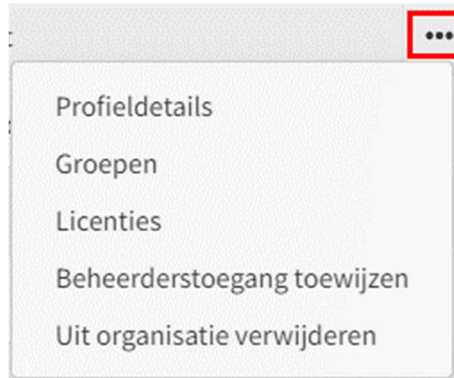 Profieldetails
Groepen
Licenties
Beheerderstoegang toewijzen
Uit organisatie verwijderen